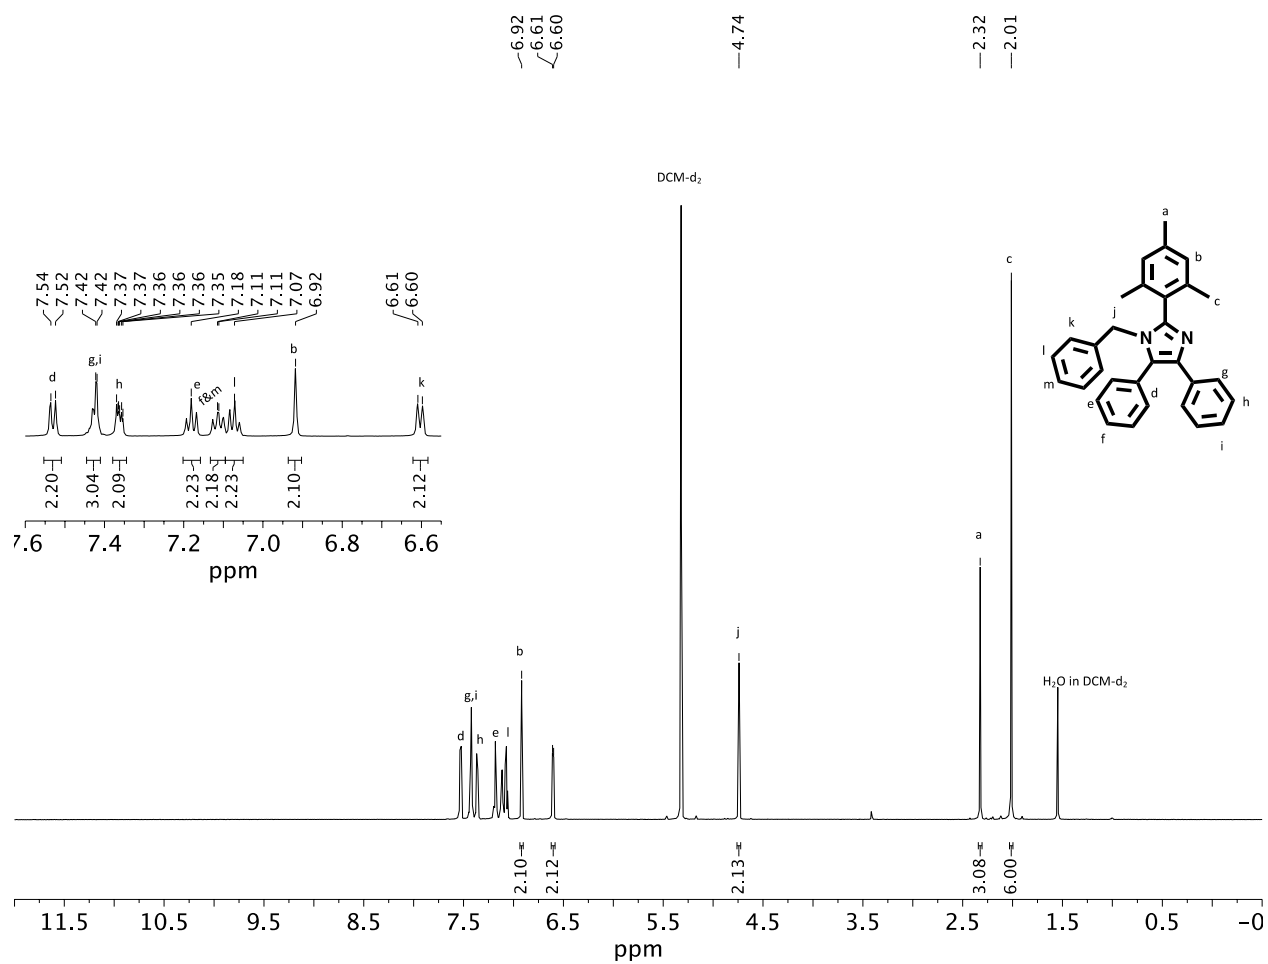 6.92
6.61
6.60
4.74
2.32
2.01
DCM-d₂
7.54
7.52
7.42
7.42
7.37
7.37
7.36
7.36
7.36
7.35
7.18
7.11
7.11
7.07
6.92
6.61
6.60
d
g,i
h
e
f&m
l
b
k
2.20
3.04
2.09
2.23
2.18
2.23
2.10
2.12
7.6 7.4 7.2 7.0 6.8 6.6
ppm
a
b
c
j
k
N N
l
m
d
g
e
h
f
i
c
a
j
b
H₂O in DCM-d₂
g,i
d
h
e
l
2.10
2.12
2.13
3.08
6.00
11.5 10.5 9.5 8.5 7.5 6.5 5.5 4.5 3.5 2.5 1.5 0.5 −0
ppm